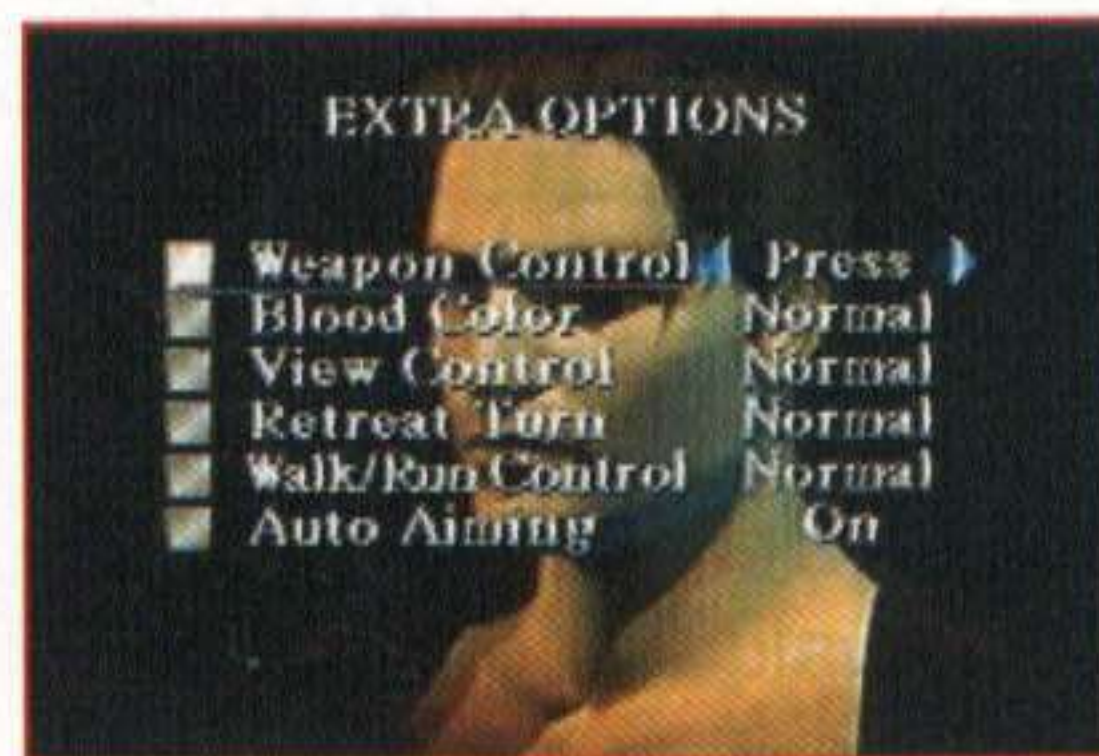 EXTRA OPTIONS
Weapon Control Press
Blood Color Normal
View Control Normal
Retreat Turn Normal
Walk/Run Control Normal
Auto Aiming On